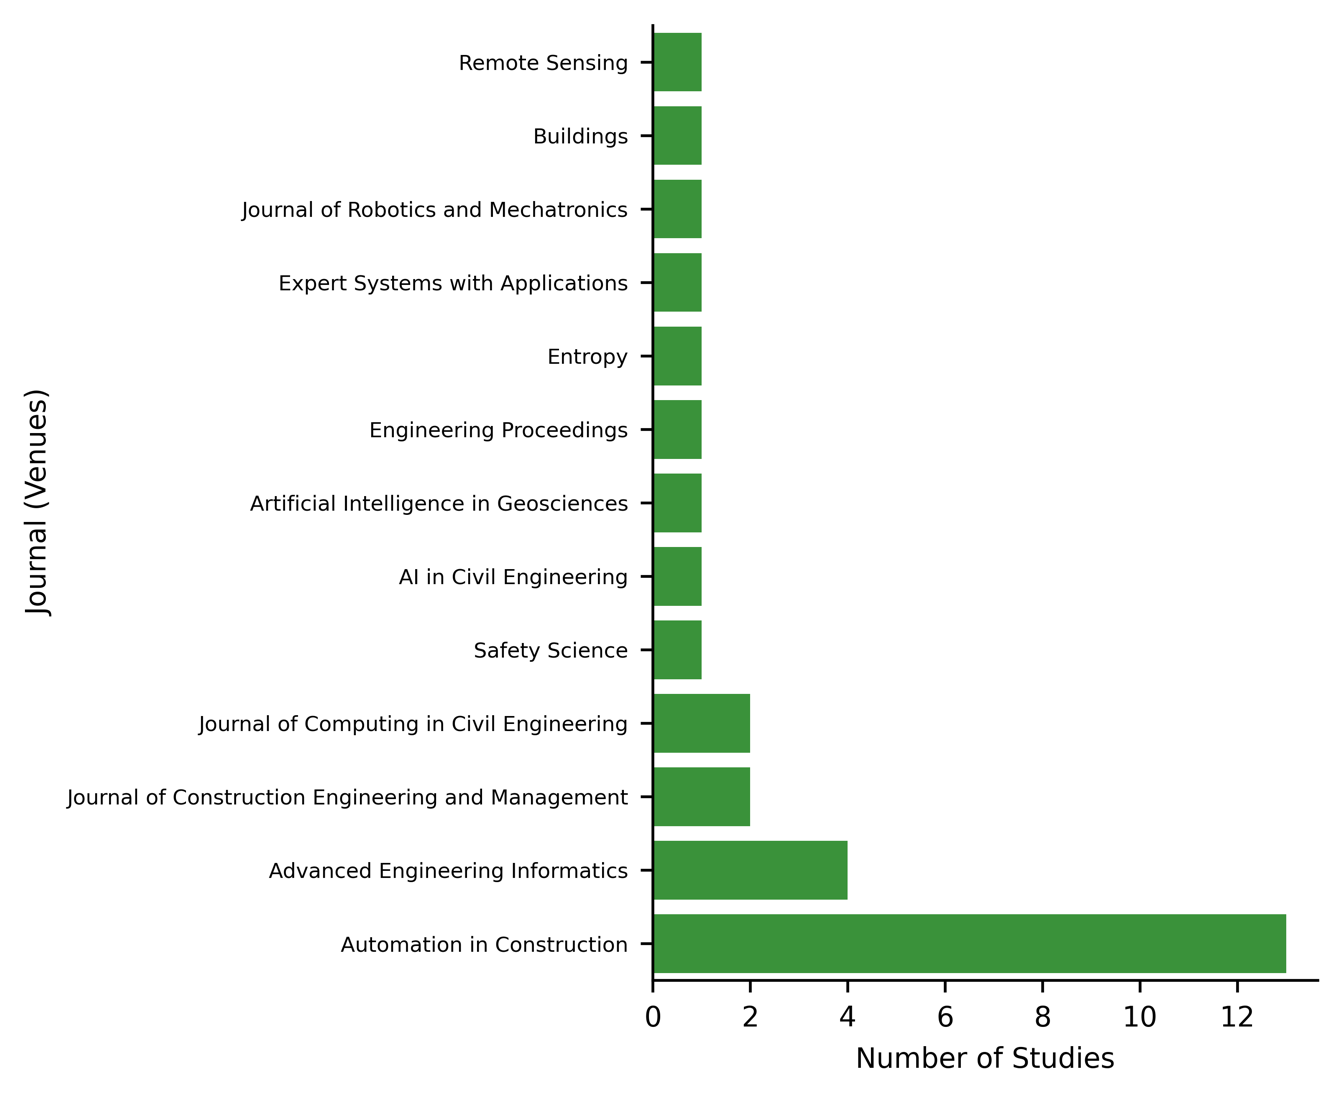 Remote Sensing
Buildings
Journal of Robotics and Mechatronics
Expert Systems with Applications
Entropy
Engineering Proceedings
Artificial Intelligence in Geosciences
AI in Civil Engineering
Safety Science
Journal of Computing in Civil Engineering
Journal of Construction Engineering and Management
Advanced Engineering Informatics
Automation in Construction
Journal (Venues)
0 2 4 6 8 10 12
Number of Studies